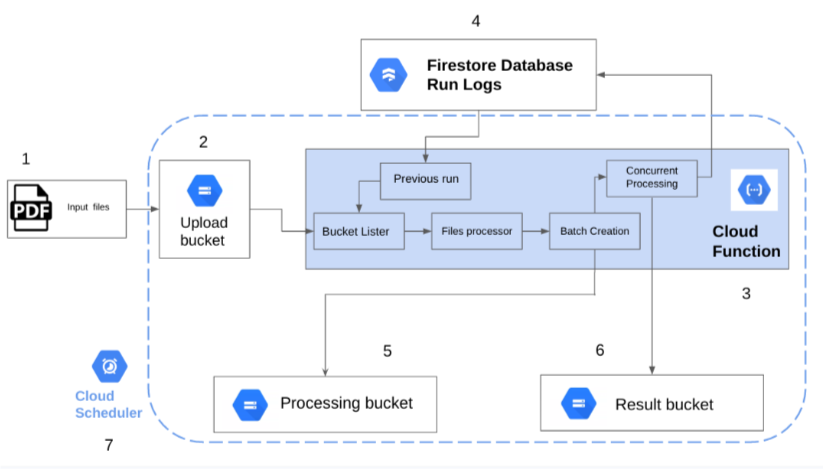 4
Firestore Database
Run Logs
1
2
PDF
Input files
Upload
bucket
Previous run
Concurrent
Processing
Bucket Lister
Files processor
Batch Creation
Cloud
Function
3
5
6
Cloud
Scheduler
7
Processing bucket
Result bucket